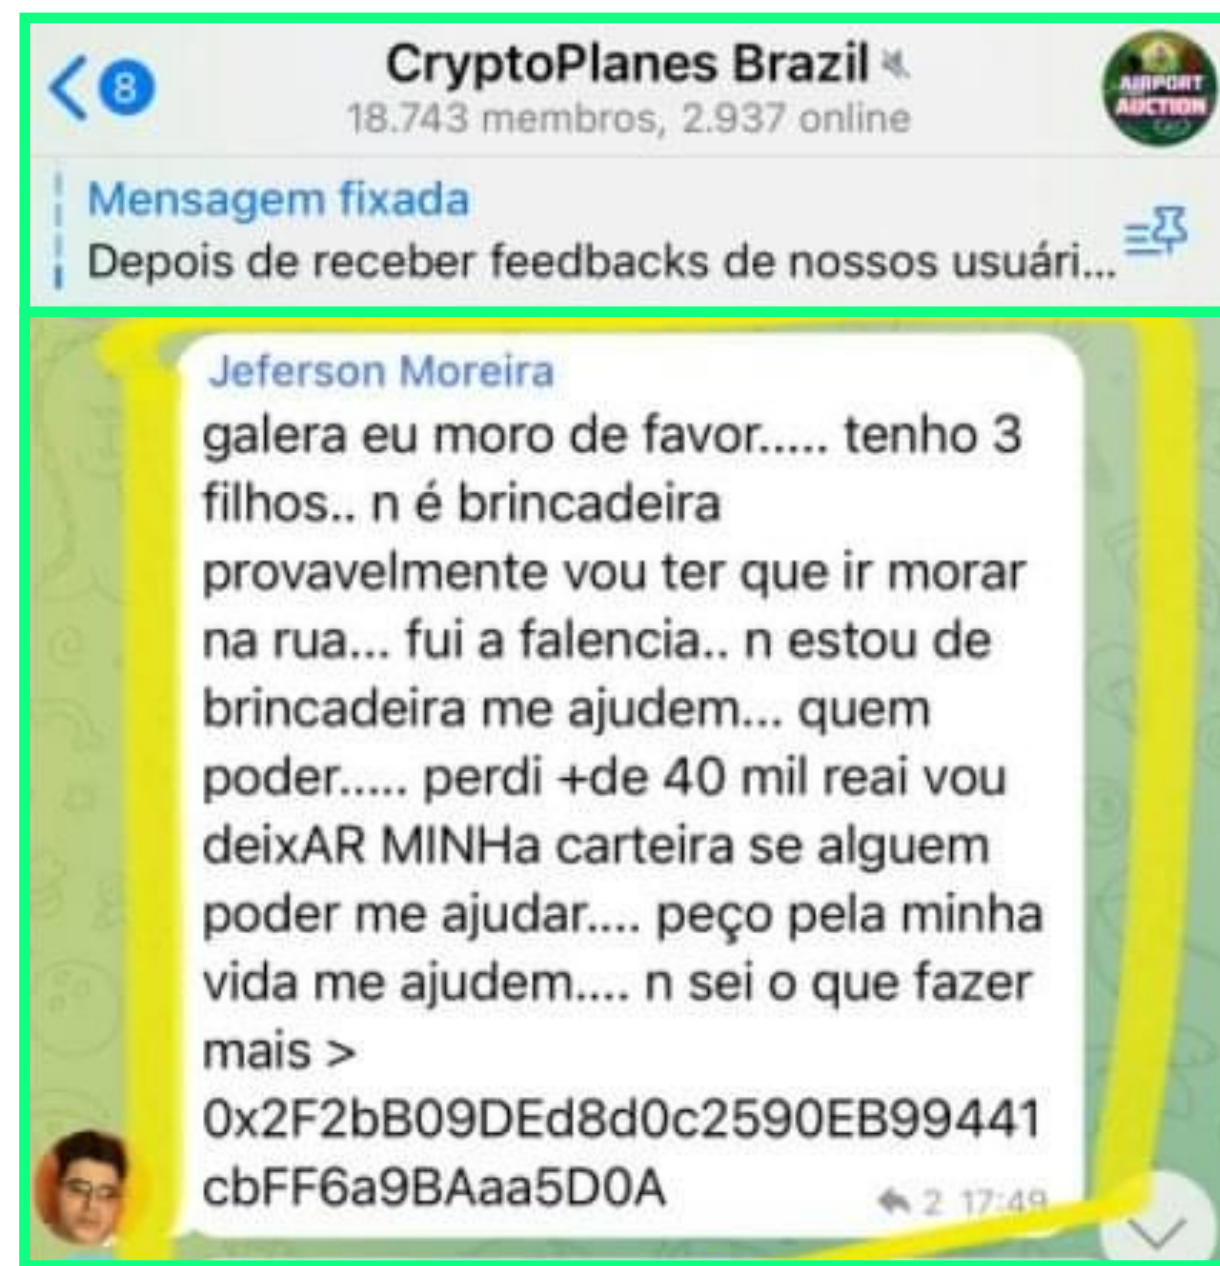 8
CryptoPlanes Brazil
18.743 membros, 2.937 online
AIRPORT
AUCTION
Mensagem fixada
Depois de receber feedbacks de nossos usuári...
Jeferson Moreira
galera eu moro de favor..... tenho 3
filhos.. n é brincadeira
provavelmente vou ter que ir morar
na rua... fui a falencia.. n estou de
brincadeira me ajudem... quem
poder..... perdi +de 40 mil reai vou
deixAR MINHa carteira se alguem
poder me ajudar.... peço pela minha
vida me ajudem.... n sei o que fazer
mais >
0x2F2bB09DEd8d0c2590EB99441
cbFF6a9BAaa5D0A
2 17:49